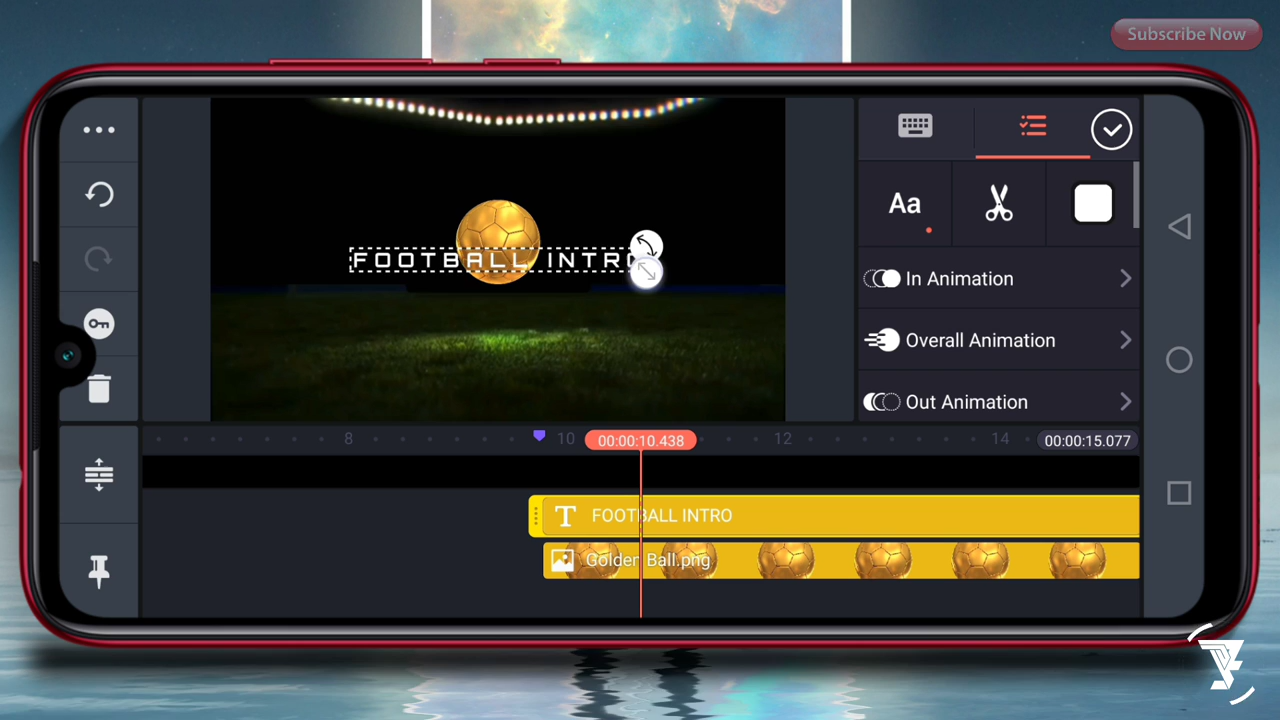 Subscribe Now
FOOTBALL INTRO
Aa
In Animation
Overall Animation
Out Animation
8
10
00:00:10.438
12
14
00:00:15.077
T FOOTBALL INTRO
Golden Ball.png